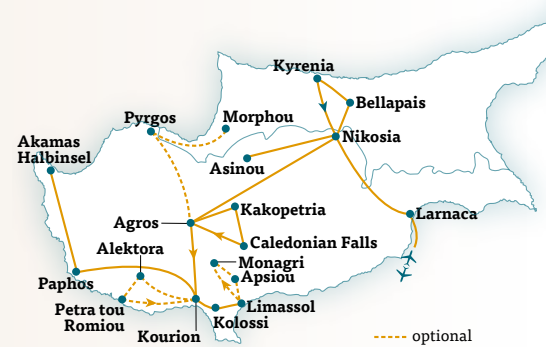 Kyrenia
Bellapais
Pyrgos
Morphou
Nikosia
Akamas
Halbinsel
Asinou
Kakopetria
Larnaca
Agros
Caledonian Falls
Alektora
Monagri
Apsiou
Paphos
Petra tou
Romiou
Limassol
Kolossi
Kourion
optional